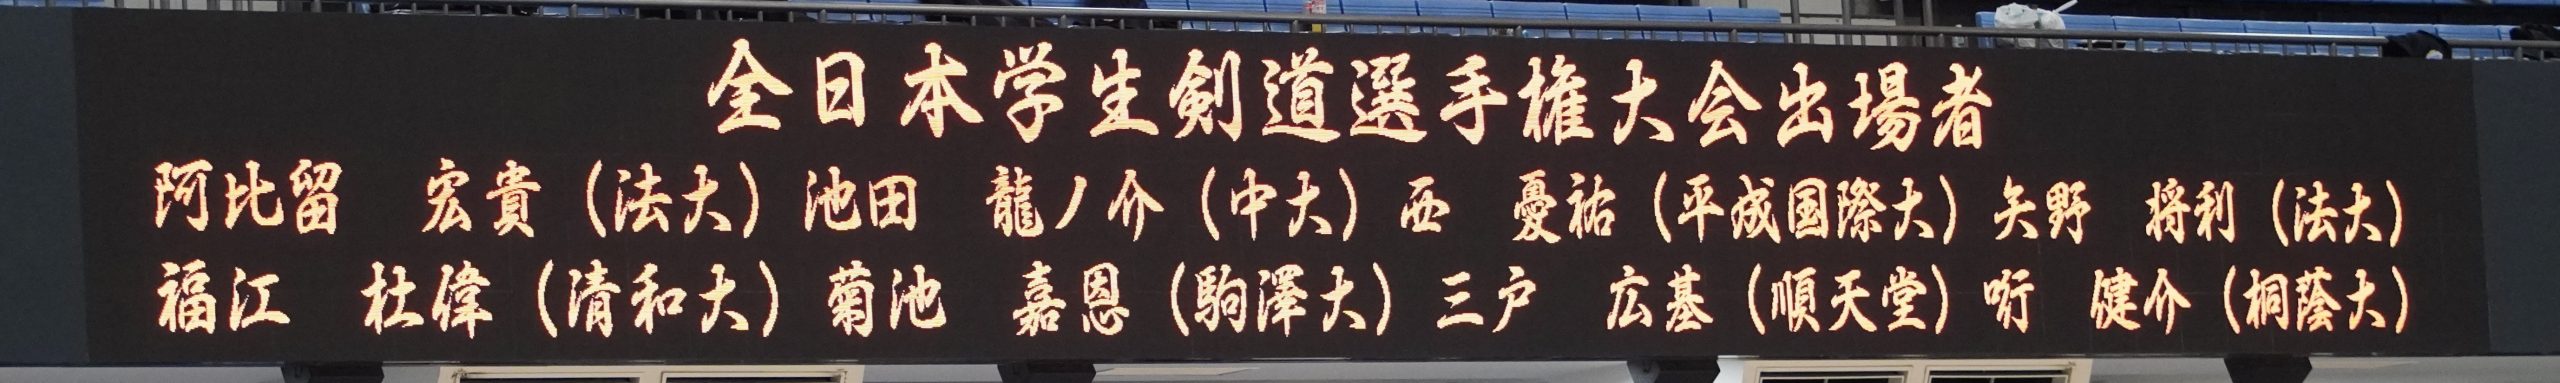 全日本学生剣道選手権大会出場者
阿比留　宏貴（法大）池田　龍ノ介（中大）西　憂祐（平成国際大）矢野　将利（法大）
福江　杜偉（清和大）菊池　嘉恩（駒澤大）三戸　広基（順天堂）哘　健介（桐蔭大）